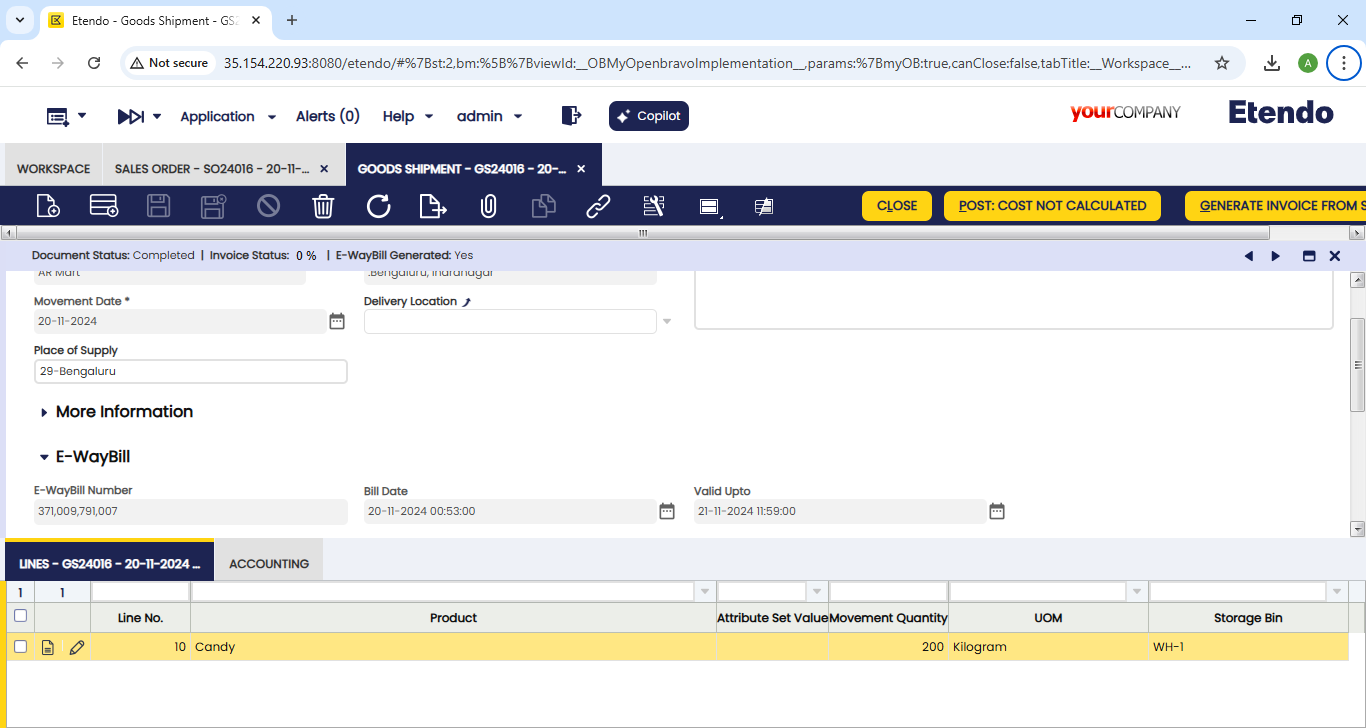 Etendo - Goods Shipment - GS2
Not secure
35.154.220.93:8080/etendo/#%7Bst:2,bm:%5B%7BviewId:__OBMyOpenbravoImplementation__,params:%7BmyOB:true,canClose:false,tabTitle:__Workspace__...
A
Application
Alerts (0)
Help
admin
Copilot
yourCOMPANY
Etendo
WORKSPACE
SALES ORDER - SO24016 - 20-11-...
GOODS SHIPMENT - GS24016 - 20-...
CLOSE
POST: COST NOT CALCULATED
GENERATE INVOICE FROM S
Document Status: Completed | Invoice Status: 0 % | E-WayBill Generated: Yes
AR Mart
.Bengaluru, Indranagar
Movement Date *
Delivery Location
20-11-2024
Place of Supply
29-Bengaluru
More Information
E-WayBill
E-WayBill Number
Bill Date
Valid Upto
371,009,791,007
20-11-2024 00:53:00
21-11-2024 11:59:00
LINES - GS24016 - 20-11-2024 ...
ACCOUNTING
1
1
Line No.
Product
Attribute Set Value
Movement Quantity
UOM
Storage Bin
10
Candy
200
Kilogram
WH-1